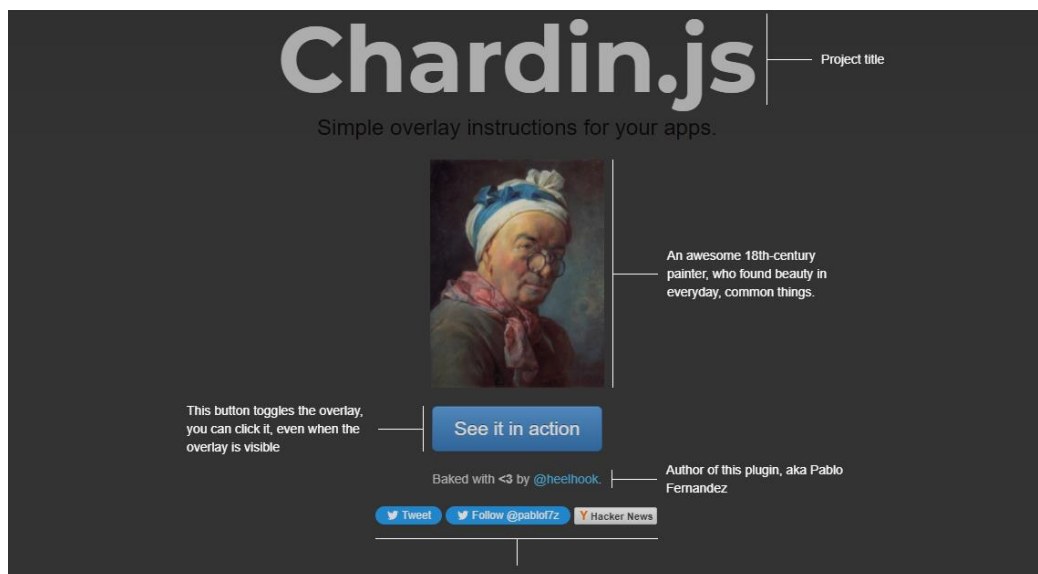 Chardin.js
Project title
Simple overlay instructions for your apps.
An awesome 18th-century
painter, who found beauty in
everyday, common things.
This button toggles the overlay,
you can click it, even when the
overlay is visible
See it in action
Baked with <3 by @heelhook.
Author of this plugin, aka Pablo
Fernandez
Tweet
Follow @pablof7z
Y Hacker News